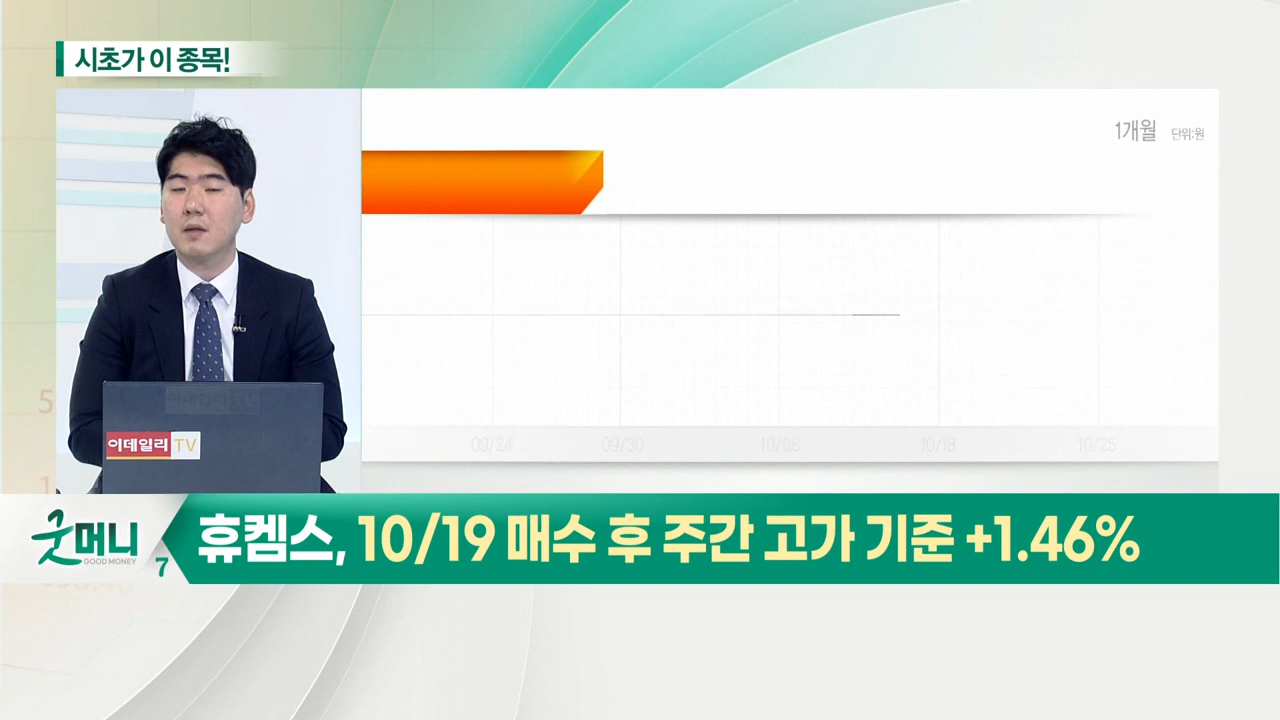 시초가 이 종목!
1개월 단위:원
09/24 09/30 10/08 10/18 10/25
이데일리 TV
굿머니
GOOD MONEY
7
휴켐스, 10/19 매수 후 주간 고가 기준 +1.46%